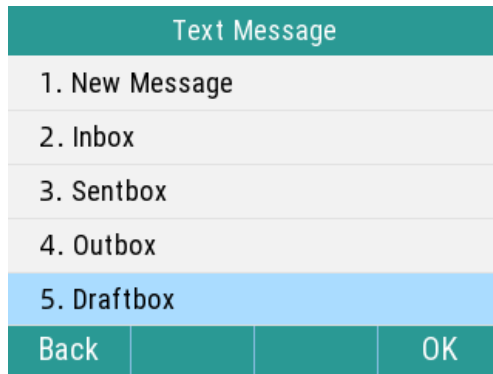 Text Message
1. New Message
2. Inbox
3. Sentbox
4. Outbox
5. Draftbox
Back OK